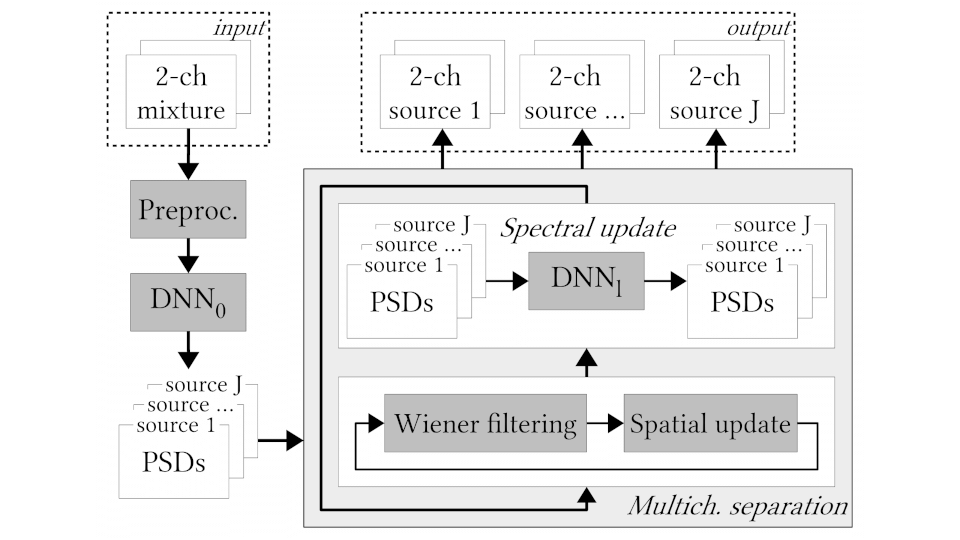 input
2-ch
mixture
Preproc.
DNN0
source J
source ...
source 1
PSDs
output
2-ch
source 1
2-ch
source ...
2-ch
source J
Spectral update
source J
source ...
source 1
PSDs
DNNl
source J
source ...
source 1
PSDs
Wiener filtering
Spatial update
Multich. separation